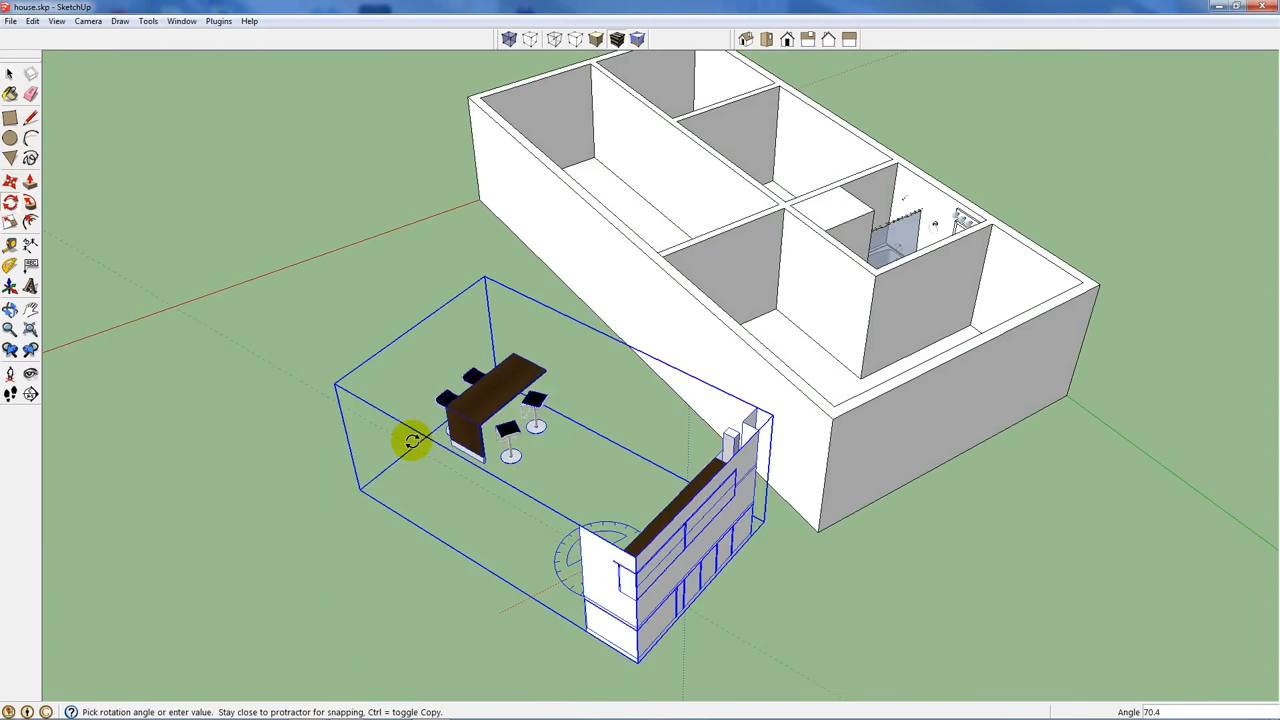 house.skp - SketchUp
File Edit View Camera Draw Tools Window Plugins Help
Pick rotation angle or enter value. Stay close to protractor for snapping, Ctrl = toggle Copy.
Angle 70.4